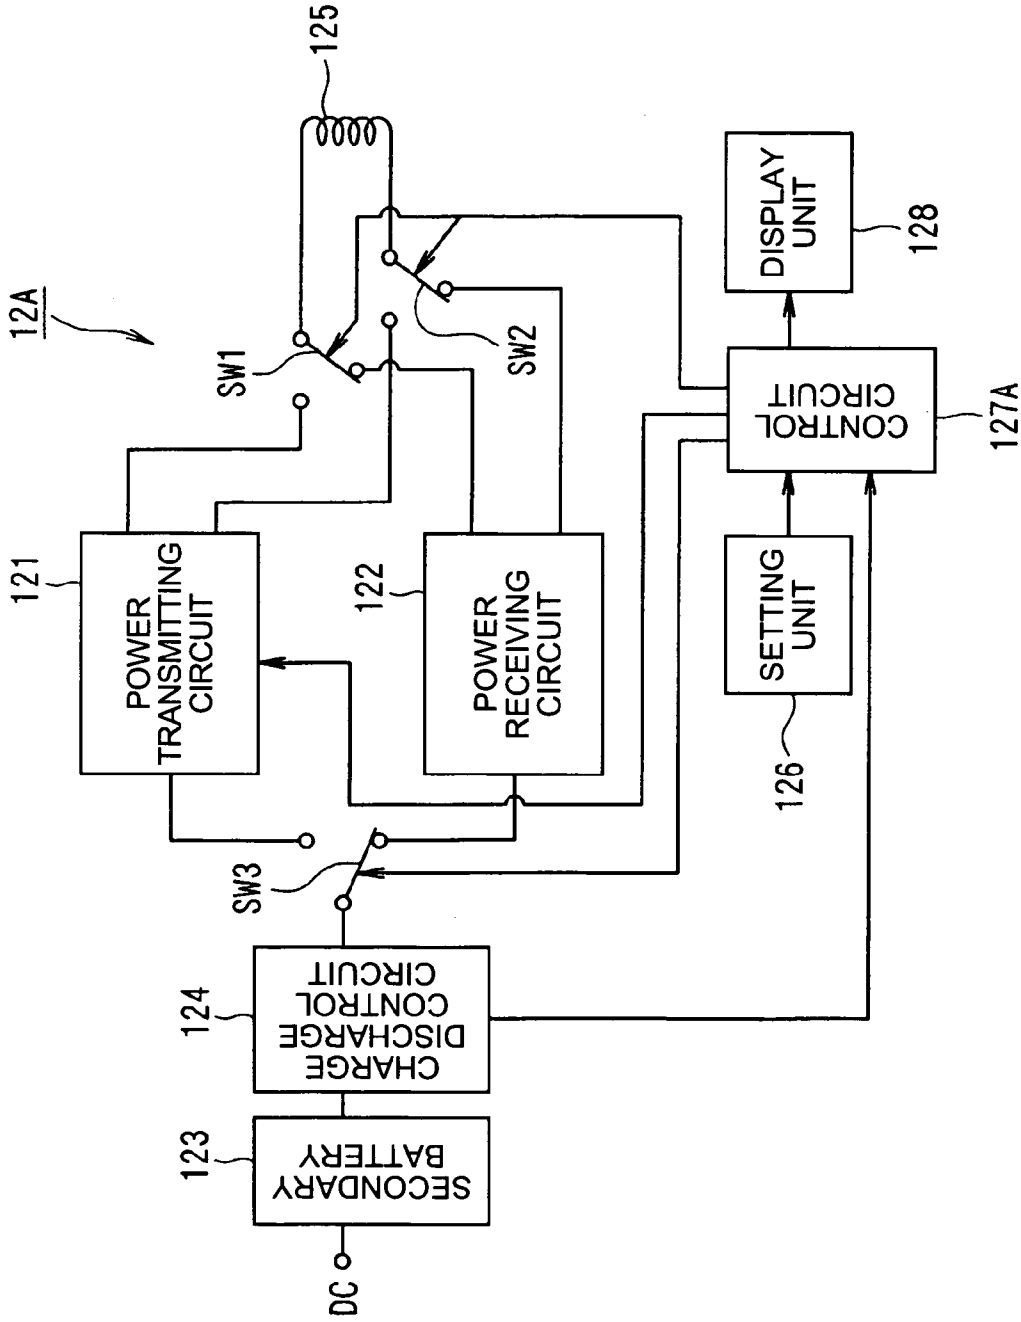 12A
121
POWER
TRANSMITTING
CIRCUIT
122
POWER
RECEIVING
CIRCUIT
123
SECONDARY
BATTERY
124
CHARGE
DISCHARGE
CONTROL
CIRCUIT
DC
SW3
SW1
SW2
125
126
SETTING
UNIT
CONTROL
CIRCUIT
127A
DISPLAY
UNIT
128